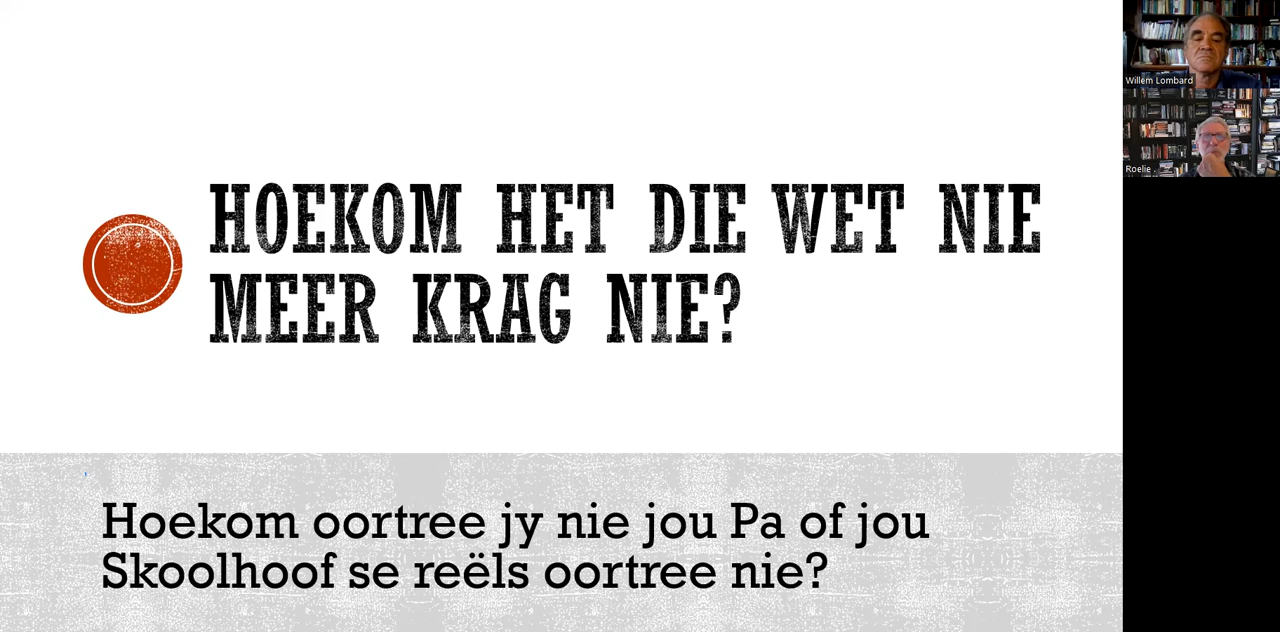 HOEKOM HET DIE WET NIE
MEER KRAG NIE?
Hoekom oortree jy nie jou Pa of jou
Skoolhoof se reëls oortree nie?
Willem Lombard
Roelie .